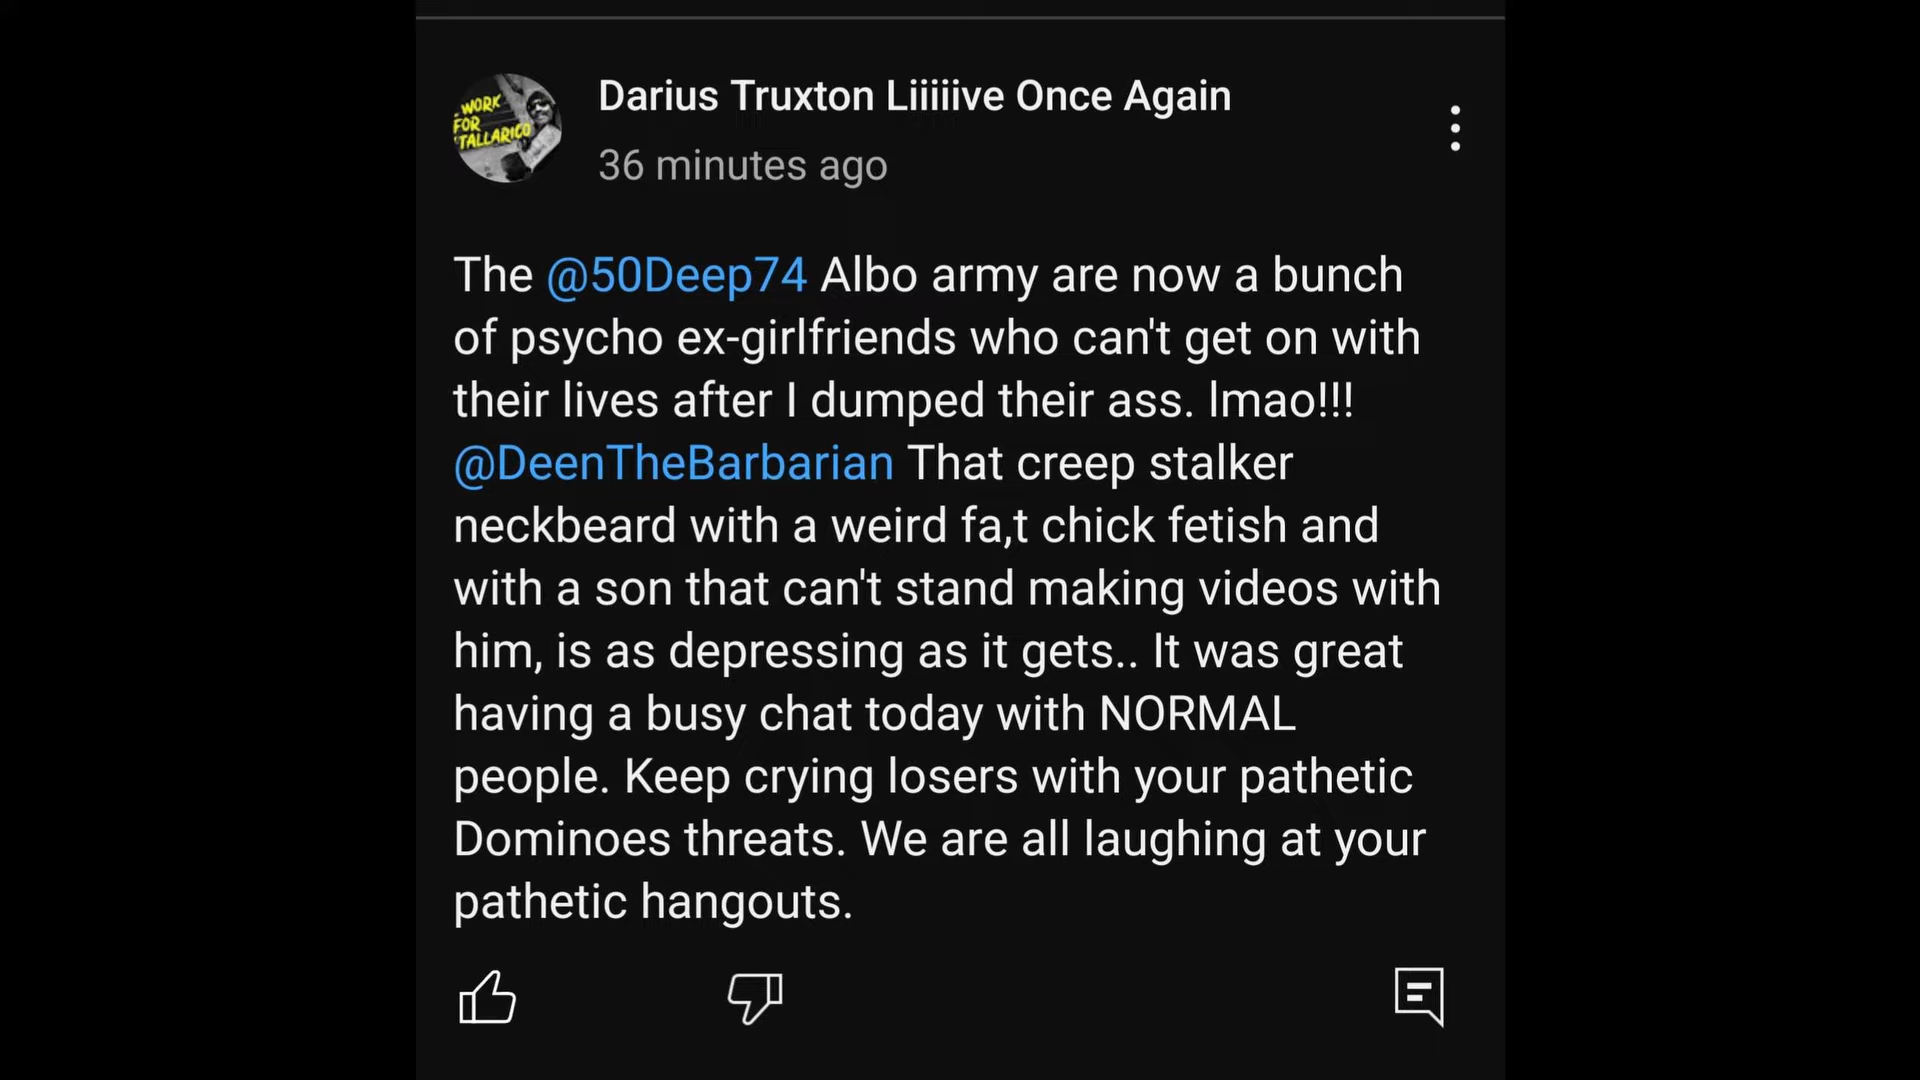 WORK
FOR
TALLARICO
Darius Truxton Liiiiive Once Again
36 minutes ago
The @50Deep74 Albo army are now a bunch
of psycho ex-girlfriends who can't get on with
their lives after I dumped their ass. lmao!!!
@DeenTheBarbarian That creep stalker
neckbeard with a weird fa,t chick fetish and
with a son that can't stand making videos with
him, is as depressing as it gets.. It was great
having a busy chat today with NORMAL
people. Keep crying losers with your pathetic
Dominoes threats. We are all laughing at your
pathetic hangouts.